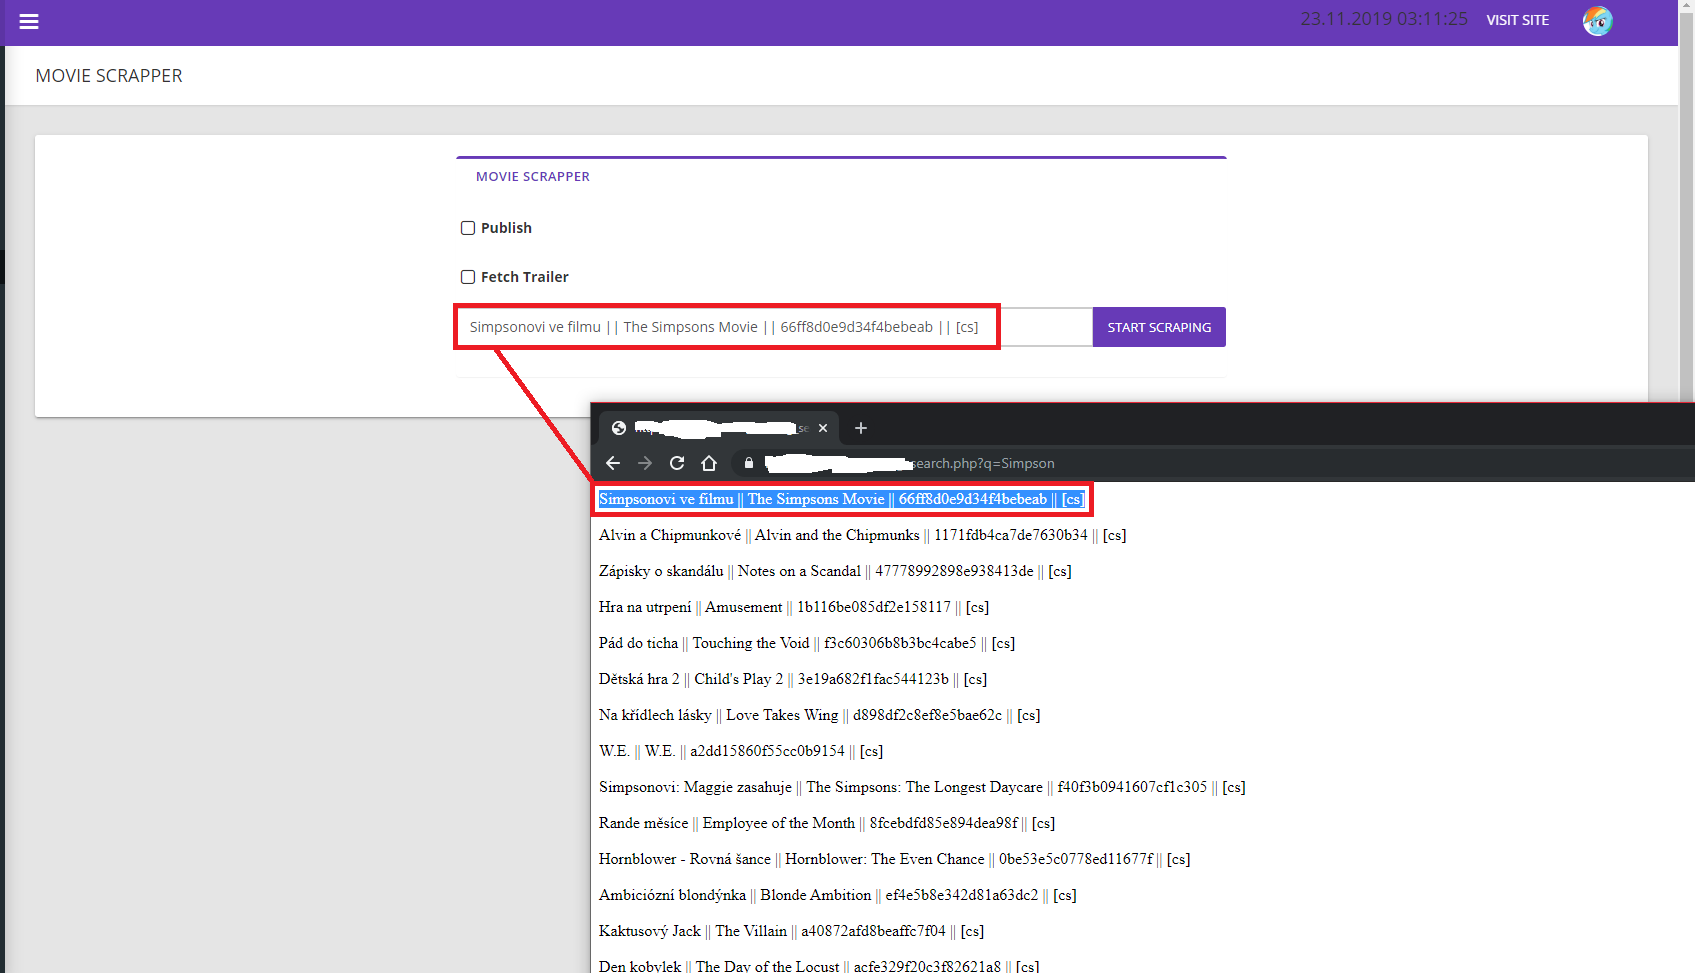 23.11.2019 03:11:25 VISIT SITE
MOVIE SCRAPPER
MOVIE SCRAPPER
Publish
Fetch Trailer
Simpsonovi ve filmu || The Simpsons Movie || 66ff8d0e9d34f4bebeab || [cs] START SCRAPING
search.php?q=Simpson
Simpsonovi ve filmu || The Simpsons Movie || 66ff8d0e9d34f4bebeab || [cs]
Alvin a Chipmunkové || Alvin and the Chipmunks || 1171fdb4ca7de7630b34 || [cs]
Zápisky o skandálu || Notes on a Scandal || 47778992898e938413de || [cs]
Hra na utrpení || Amusement || 1b116be085df2e158117 || [cs]
Pád do ticha || Touching the Void || f3c60306b8b3bc4cabe5 || [cs]
Dětská hra 2 || Child's Play 2 || 3e19a682f1fac544123b || [cs]
Na křídlech lásky || Love Takes Wing || d898df2c8ef8e5bae62c || [cs]
W.E. || W.E. || a2dd15860f55cc0b9154 || [cs]
Simpsonovi: Maggie zasahuje || The Simpsons: The Longest Daycare || f40f3b0941607cf1c305 || [cs]
Rande měsíce || Employee of the Month || 8fcebdfd85e894dea98f || [cs]
Hornblower - Rovná šance || Hornblower: The Even Chance || 0be53e5c0778ed11677f || [cs]
Ambiciózní blondýnka || Blonde Ambition || ef4e5b8e342d81a63dc2 || [cs]
Kaktusový Jack || The Villain || a40872afd8beaffc7f04 || [cs]
Den kobylek || The Day of the Locust || acfe329f20c3f82621a8 || [cs]